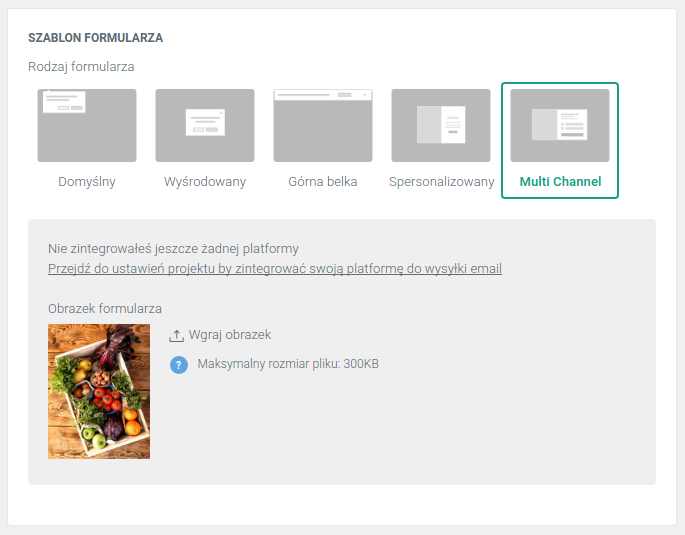 SZABLON FORMULARZA
Rodzaj formularza
Domyślny
Wyśrodowany
Górna belka
Spersonalizowany
Multi Channel
Nie zintegrowałeś jeszcze żadnej platformy
Przejdź do ustawień projektu by zintegrować swoją platformę do wysyłki email
Obrazek formularza
Wgraj obrazek
? Maksymalny rozmiar pliku: 300KB